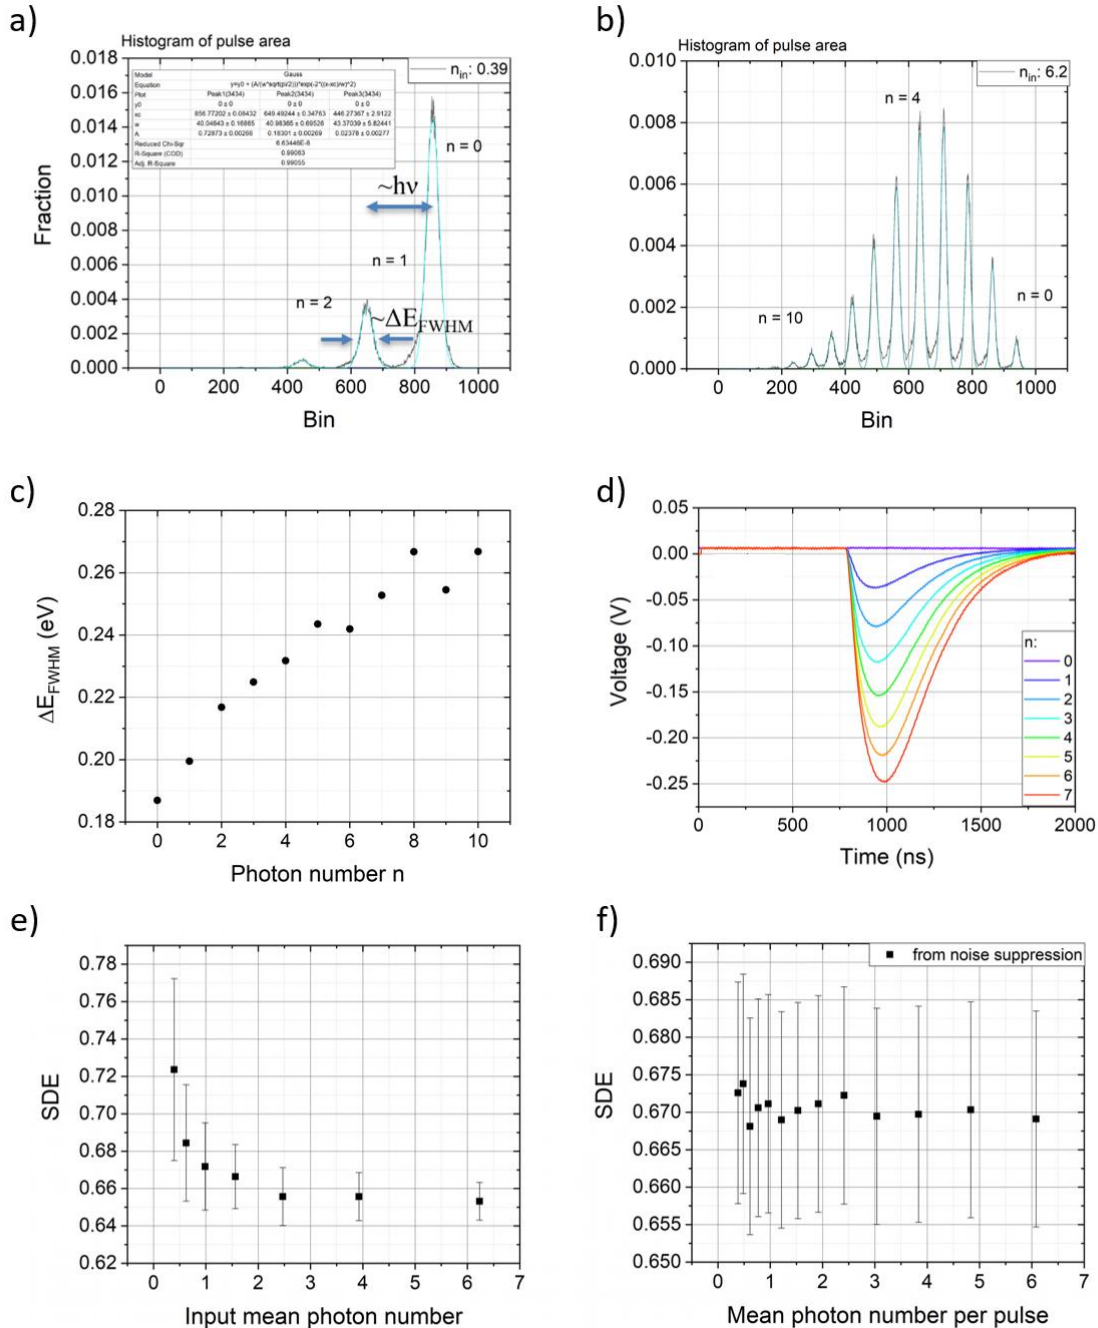 a)
Histogram of pulse area
n_in: 0.39
Model Gauss
Equation y=y0 + (A/(w*sqrt(pi/2)))*exp(-2*((x-xc)/w)^2)
Plot Peak1(3434) Peak2(3434) Peak3(3434)
y0 0 ± 0 0 ± 0 0 ± 0
xc 856.77202 ± 0.08432 649.49244 ± 0.34763 446.27367 ± 2.9122
w 40.04843 ± 0.16865 40.98365 ± 0.69526 43.37039 ± 5.82441
A 0.72873 ± 0.00266 0.18301 ± 0.00269 0.02378 ± 0.00277
Reduced Chi-Sqr 6.63446E-8
R-Square (COD) 0.99063
Adj. R-Square 0.99055
0.018
0.016
0.014
0.012
0.010
0.008
0.006
0.004
0.002
0.000
Fraction
n = 0
~hν
n = 1
n = 2
~ΔE_FWHM
0 200 400 600 800 1000
Bin
b)
Histogram of pulse area
n_in: 6.2
0.010
0.008
0.006
0.004
0.002
0.000
n = 4
n = 0
n = 10
0 200 400 600 800 1000
Bin
c)
0.28
0.26
0.24
0.22
0.20
0.18
ΔE_FWHM (eV)
0 2 4 6 8 10
Photon number n
d)
0.05
0.00
-0.05
-0.10
-0.15
-0.20
-0.25
Voltage (V)
n:
0
1
2
3
4
5
6
7
0 500 1000 1500 2000
Time (ns)
e)
0.78
0.76
0.74
0.72
0.70
0.68
0.66
0.64
0.62
SDE
0 1 2 3 4 5 6 7
Input mean photon number
f)
from noise suppression
0.690
0.685
0.680
0.675
0.670
0.665
0.660
0.655
0.650
SDE
0 1 2 3 4 5 6 7
Mean photon number per pulse